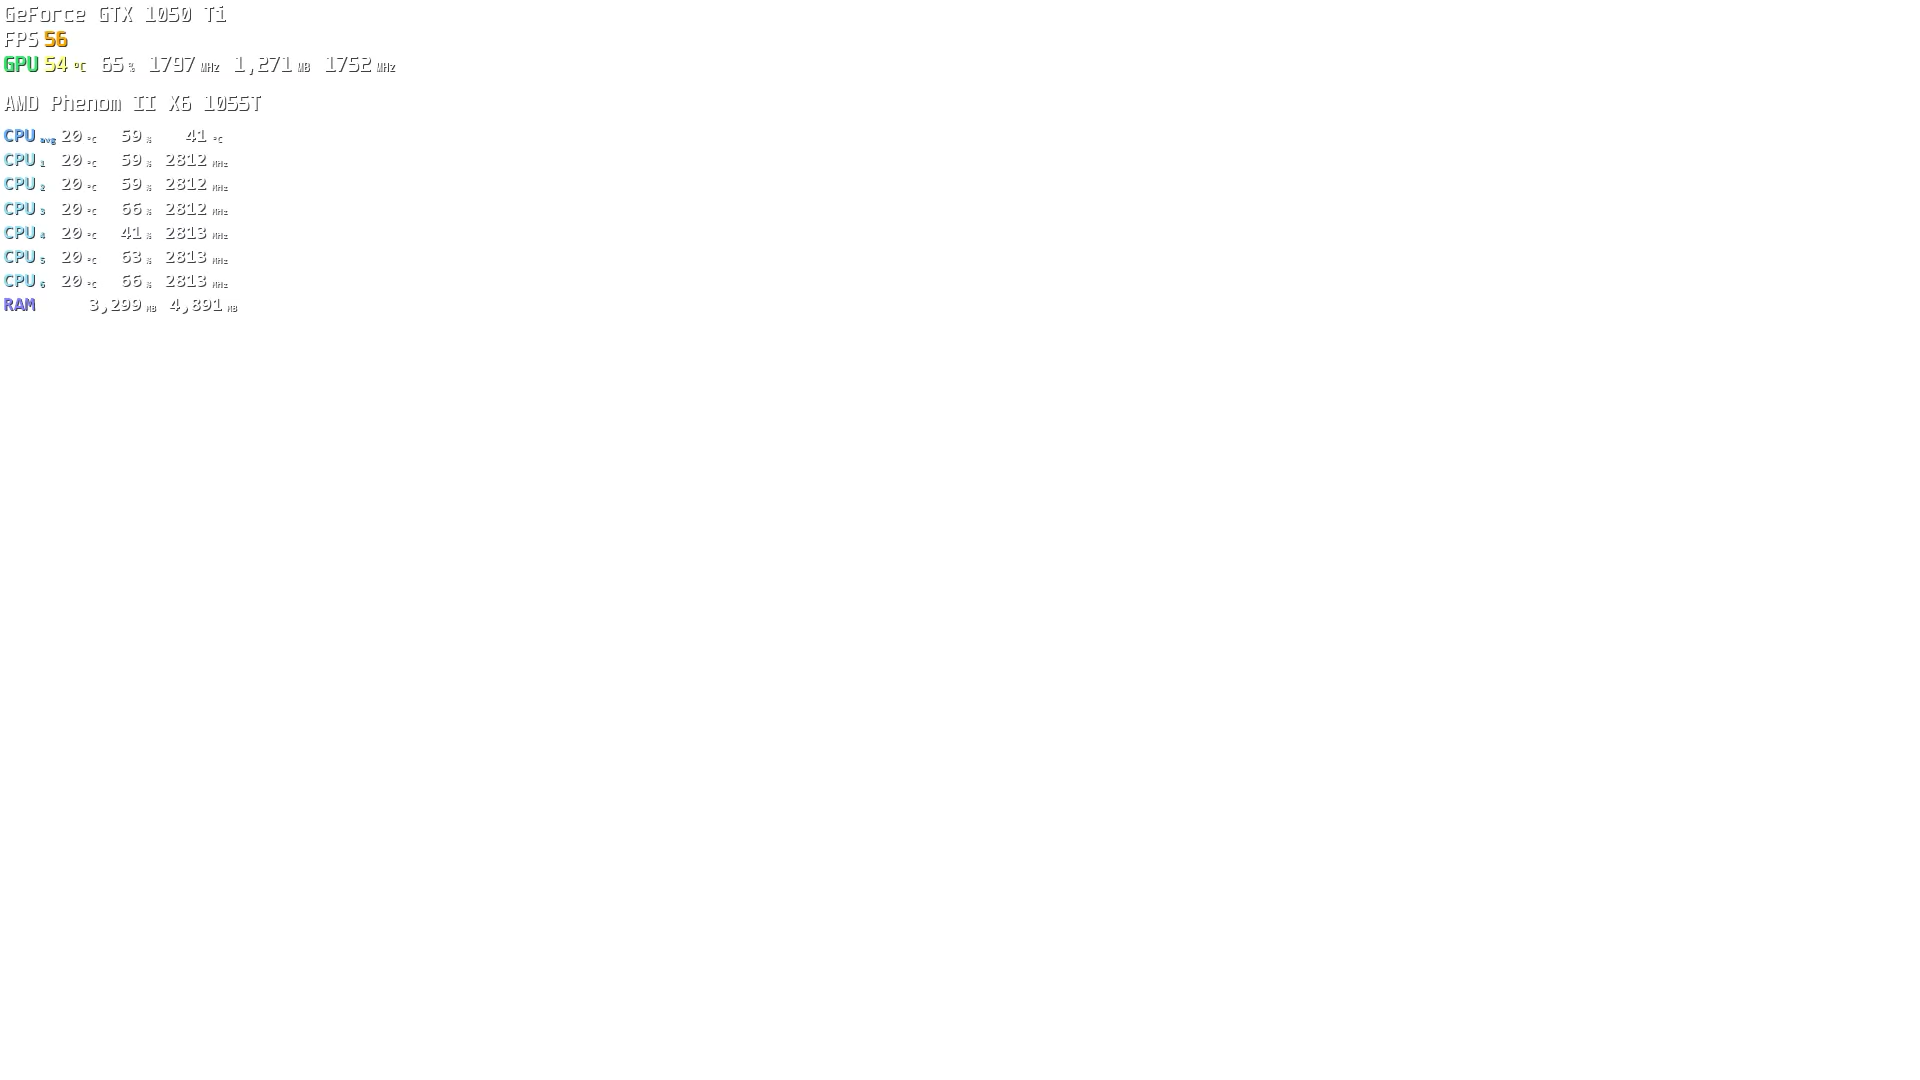 GeForce GTX 1050 Ti
FPS 56
GPU 54 °C 65 % 1797 MHz 1,271 MB 1752 MHz
AMD Phenom II X6 1055T
CPU avg 20 °C 59 % 41 °C
CPU 1 20 °C 59 % 2812 MHz
CPU 2 20 °C 59 % 2812 MHz
CPU 3 20 °C 66 % 2812 MHz
CPU 4 20 °C 41 % 2813 MHz
CPU 5 20 °C 63 % 2813 MHz
CPU 6 20 °C 66 % 2813 MHz
RAM 3,299 MB 4,891 MB